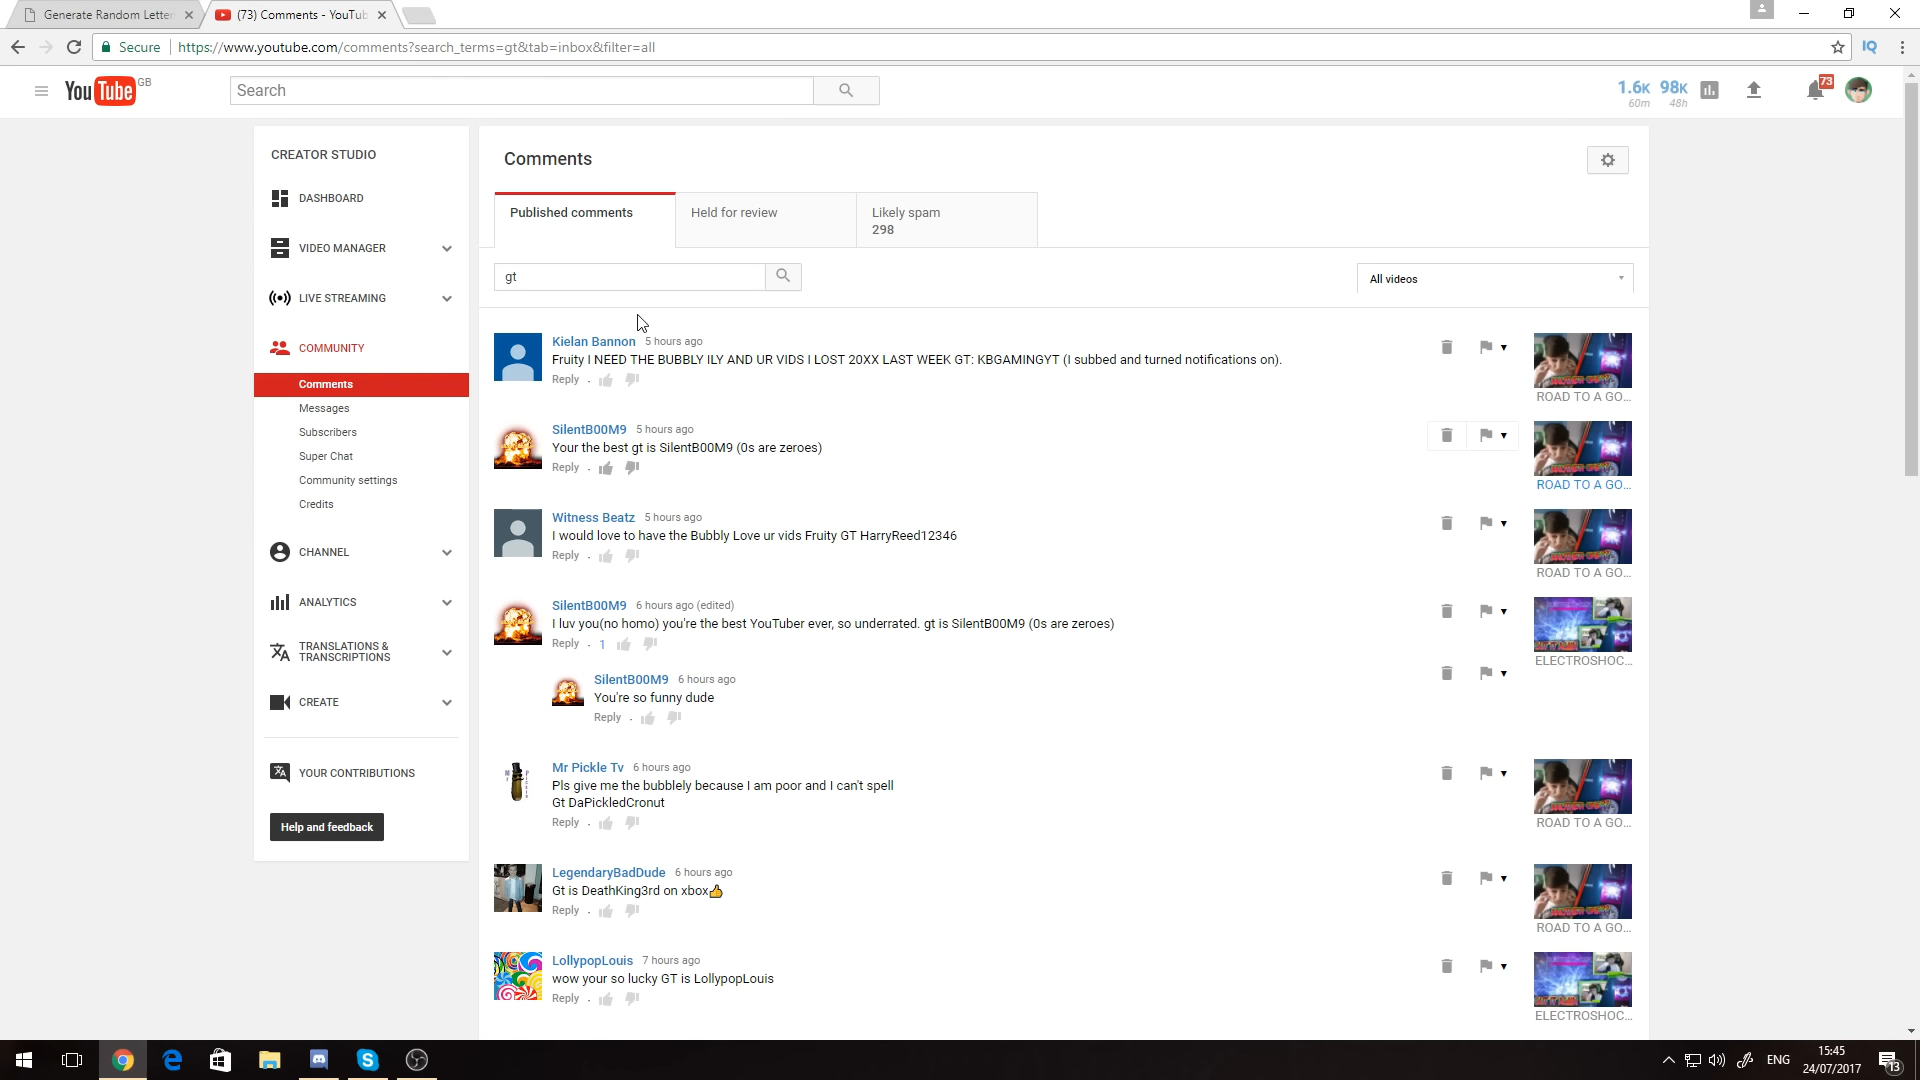 Generate Random Letter
(73) Comments - YouTub
Secure
https://www.youtube.com/comments?search_terms=gt&tab=inbox&filter=all
IQ
YouTube GB
Search
1.6K 98K
60m 48h
73
CREATOR STUDIO
DASHBOARD
VIDEO MANAGER
LIVE STREAMING
COMMUNITY
Comments
Messages
Subscribers
Super Chat
Community settings
Credits
CHANNEL
ANALYTICS
TRANSLATIONS &
TRANSCRIPTIONS
CREATE
YOUR CONTRIBUTIONS
Help and feedback
Comments
Published comments
Held for review
Likely spam
298
gt
All videos
Kielan Bannon 5 hours ago
Fruity I NEED THE BUBBLY ILY AND UR VIDS I LOST 20XX LAST WEEK GT: KBGAMINGYT (I subbed and turned notifications on).
Reply .
ROAD TO A GO...
SilentB00M9 5 hours ago
Your the best gt is SilentB00M9 (0s are zeroes)
Reply .
ROAD TO A GO...
Witness Beatz 5 hours ago
I would love to have the Bubbly Love ur vids Fruity GT HarryReed12346
Reply .
ROAD TO A GO...
SilentB00M9 6 hours ago (edited)
I luv you(no homo) you're the best YouTuber ever, so underrated. gt is SilentB00M9 (0s are zeroes)
Reply . 1
ELECTROSHOC...
SilentB00M9 6 hours ago
You're so funny dude
Reply .
Mr Pickle Tv 6 hours ago
Pls give me the bubblely because I am poor and I can't spell
Gt DaPickledCronut
Reply .
ROAD TO A GO...
LegendaryBadDude 6 hours ago
Gt is DeathKing3rd on xbox👍
Reply .
ROAD TO A GO...
LollypopLouis 7 hours ago
wow your so lucky GT is LollypopLouis
Reply .
ELECTROSHOC...
ENG
15:45
24/07/2017
13